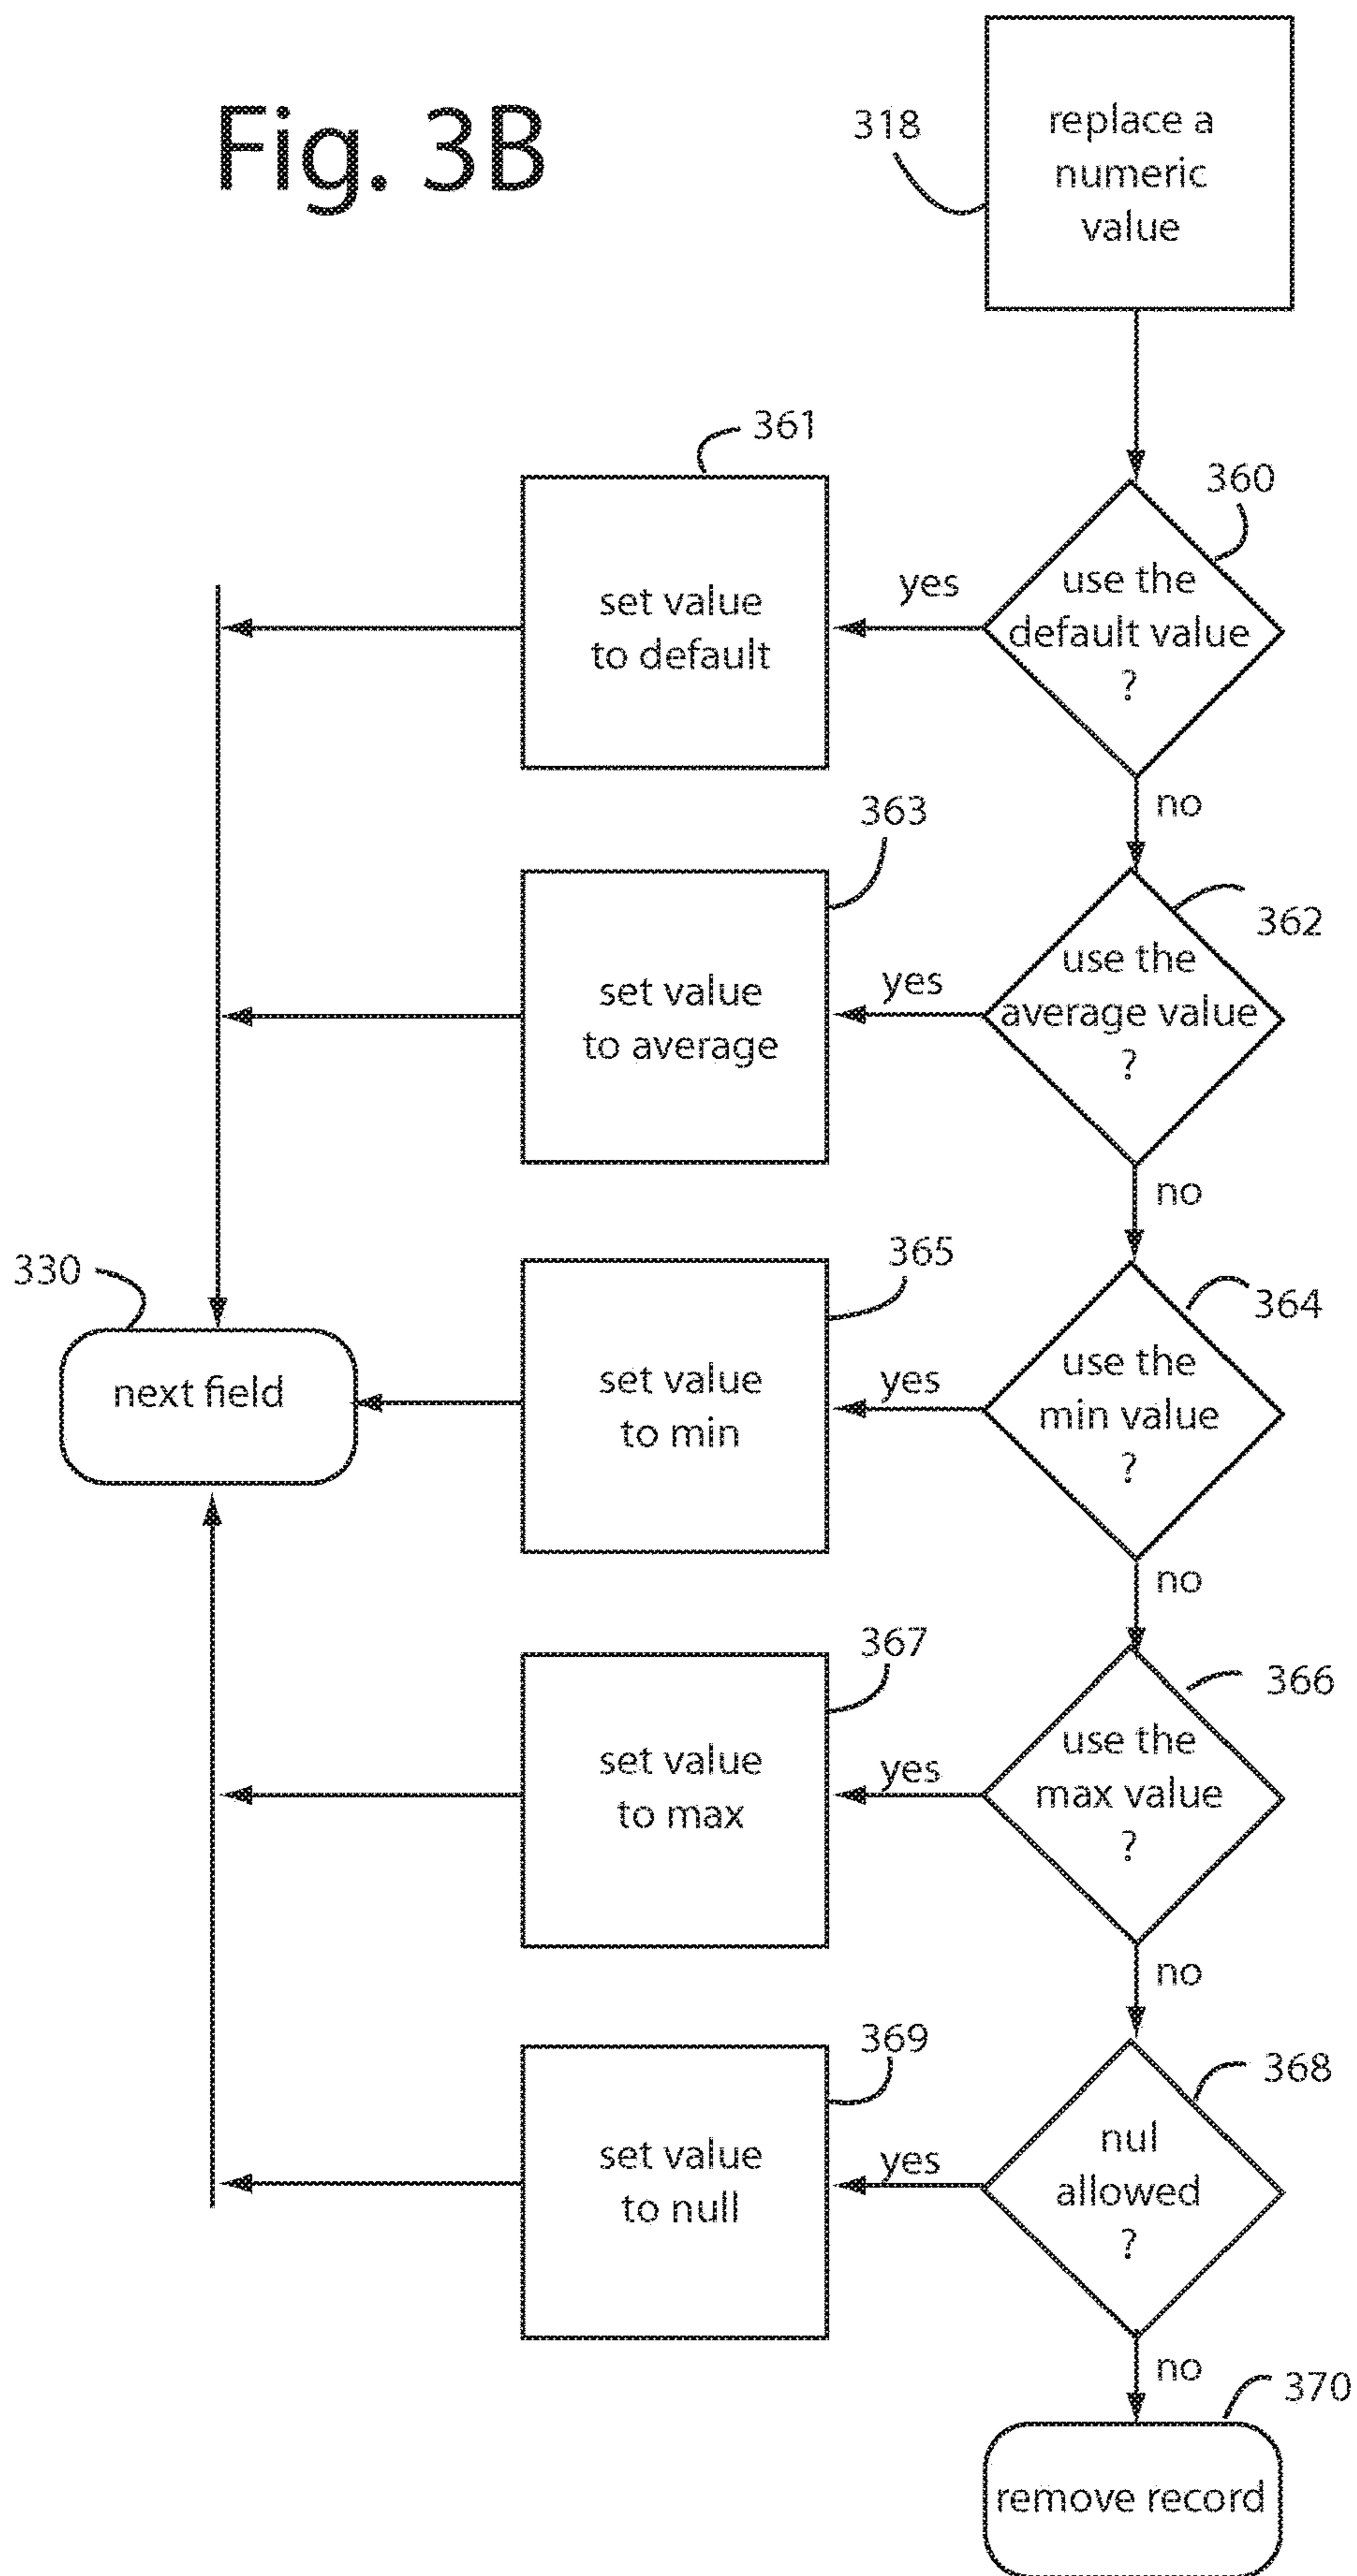 Fig. 3B
318
replace a
numeric
value
361
360
set value
to default
yes
use the
default value
?
no
363
362
set value
to average
yes
use the
average value
?
no
330
next field
365
364
set value
to min
yes
use the
min value
?
no
367
366
set value
to max
yes
use the
max value
?
no
369
368
set value
to null
yes
nul
allowed
?
no
370
remove record